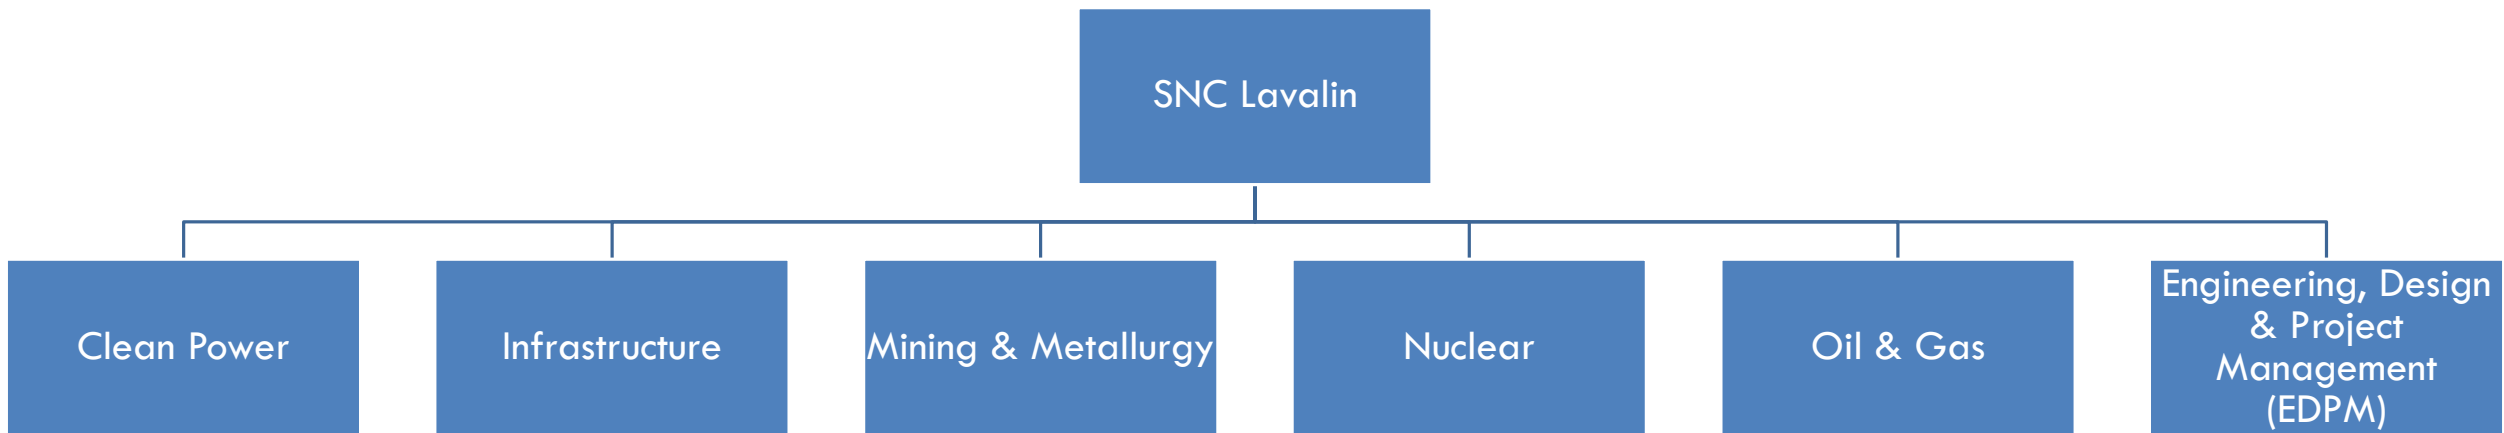 SNC Lavalin
Clean Power
Infrastructure
Mining & Metallurgy
Nuclear
Oil & Gas
Engineering, Design
& Project
Management
(EDPM)